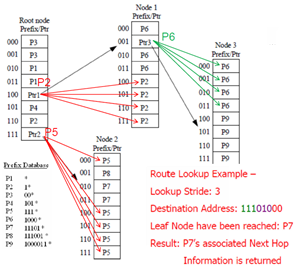 Root node
Prefix/Ptr
000 P3
001 P3
010 P1
011 P1
100 Ptr1
101 P4
110 P2
111 Ptr2
P2
P5
Node 1
Prefix/Ptr
000 P6
001 Ptr3
010 P6
011 P6
100 P2
101 P2
110 P2
111 P2
P6
Node 3
Prefix/Ptr
000 P6
001 P6
010 P6
011 P6
100 P9
101 P9
110 P9
111 P9
Node 2
Prefix/Ptr
000 P5
001 P8
010 P7
011 P7
100 P5
101 P5
110 P5
111 P5
Prefix Database
P1 *
P2 1*
P3 00*
P4 101 *
P5 111 *
P6 1000 *
P7 11101 *
P8 111001 *
P9 1000011 *
Route Lookup Example –
Lookup Stride: 3
Destination Address: 11101000
Leaf Node have been reached: P7
Result: P7's associated Next Hop
Information is returned